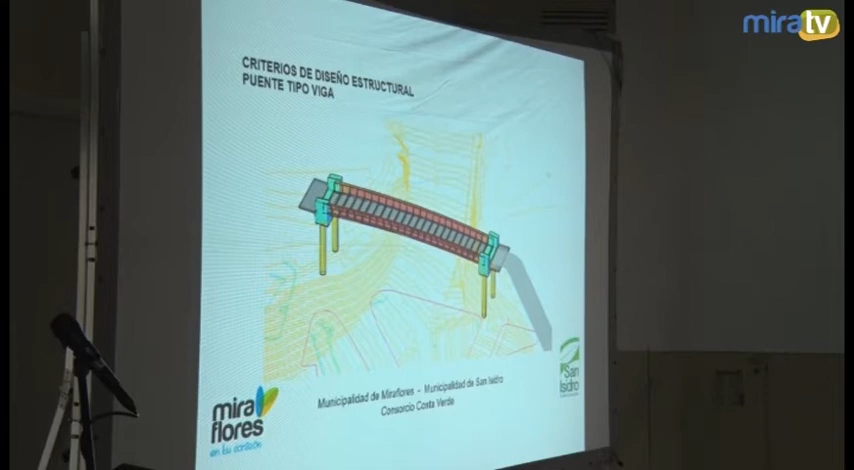 miratv
CRITERIOS DE DISEÑO ESTRUCTURAL
PUENTE TIPO VIGA
Municipalidad de Miraflores - Municipalidad de San Isidro
Consorcio Costa Verde
mira
flores
en tu corazón
San
Isidro